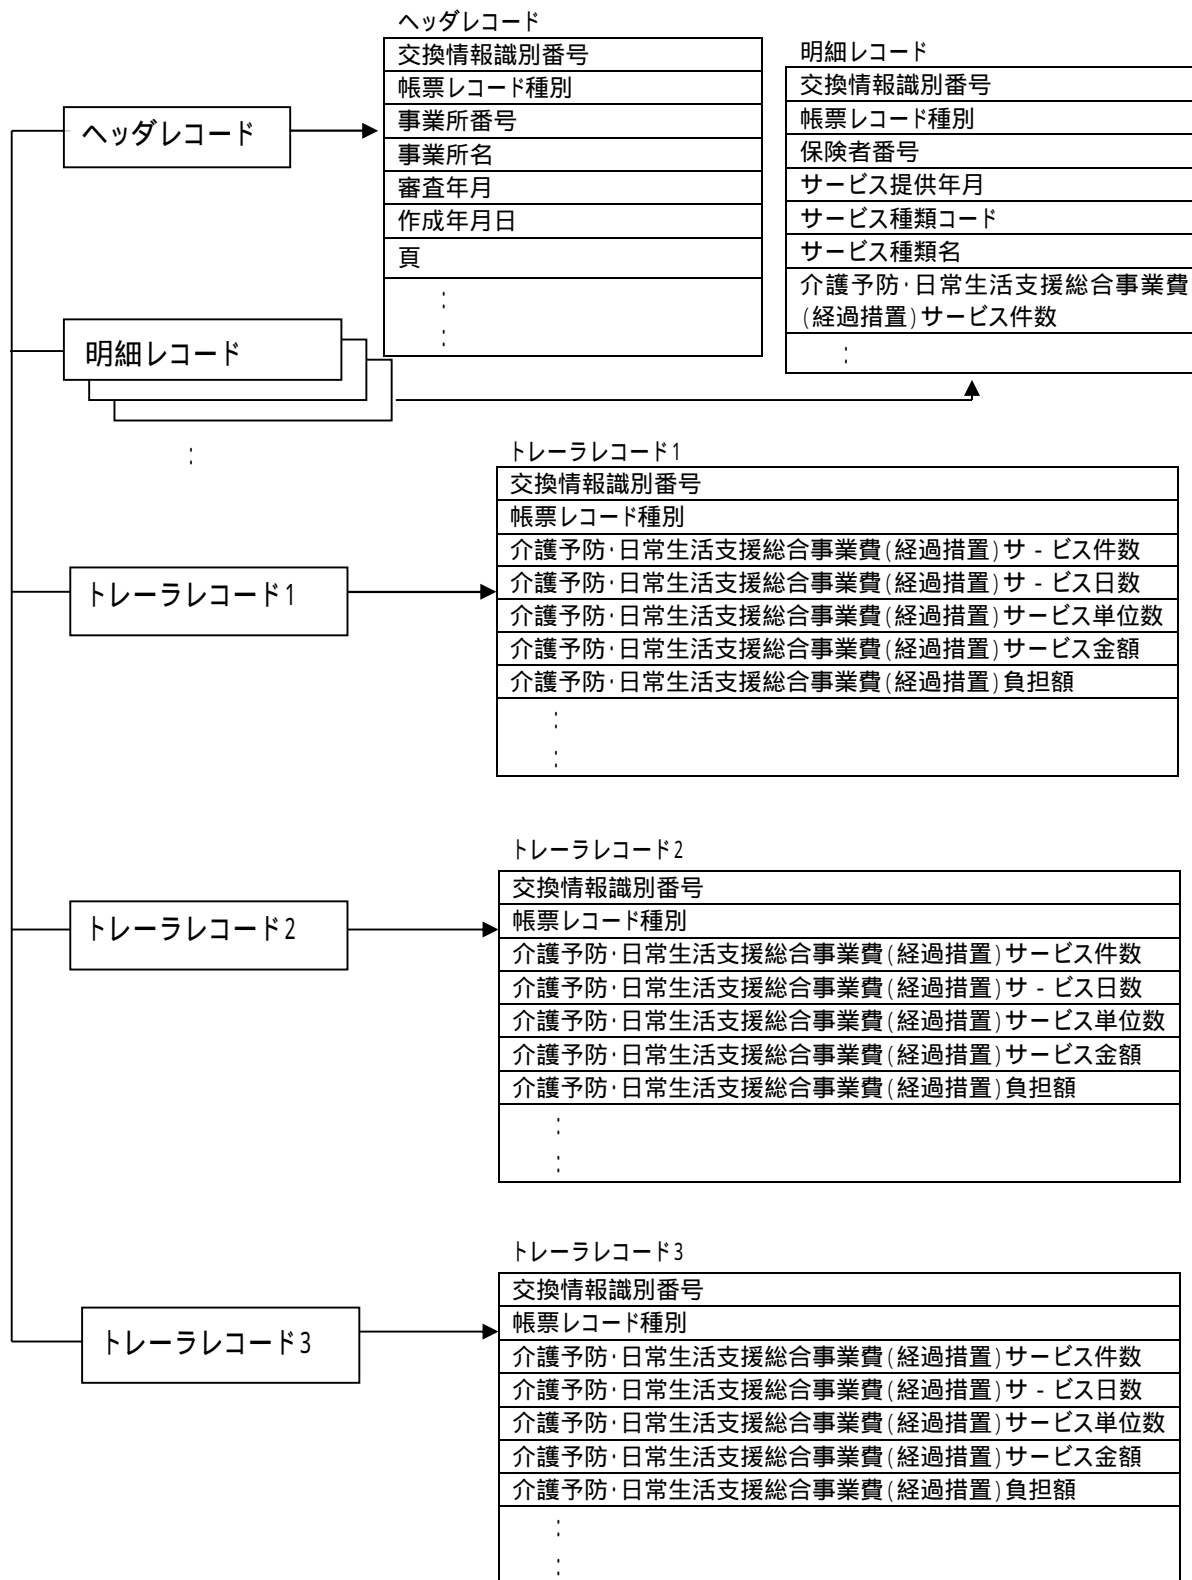 ヘッダレコード
交換情報識別番号
帳票レコード種別
事業所番号
事業所名
審査年月
作成年月日
頁
:
:
明細レコード
交換情報識別番号
帳票レコード種別
保険者番号
サービス提供年月
サービス種類コード
サービス種類名
介護予防・日常生活支援総合事業費
(経過措置)サービス件数
:
ヘッダレコード
明細レコード
:
トレーラレコード1
トレーラレコード1
交換情報識別番号
帳票レコード種別
介護予防・日常生活支援総合事業費(経過措置)サ-ビス件数
介護予防・日常生活支援総合事業費(経過措置)サ-ビス日数
介護予防・日常生活支援総合事業費(経過措置)サービス単位数
介護予防・日常生活支援総合事業費(経過措置)サービス金額
介護予防・日常生活支援総合事業費(経過措置)負担額
:
:
トレーラレコード2
トレーラレコード2
交換情報識別番号
帳票レコード種別
介護予防・日常生活支援総合事業費(経過措置)サービス件数
介護予防・日常生活支援総合事業費(経過措置)サ-ビス日数
介護予防・日常生活支援総合事業費(経過措置)サービス単位数
介護予防・日常生活支援総合事業費(経過措置)サービス金額
介護予防・日常生活支援総合事業費(経過措置)負担額
:
:
トレーラレコード3
トレーラレコード3
交換情報識別番号
帳票レコード種別
介護予防・日常生活支援総合事業費(経過措置)サービス件数
介護予防・日常生活支援総合事業費(経過措置)サ-ビス日数
介護予防・日常生活支援総合事業費(経過措置)サービス単位数
介護予防・日常生活支援総合事業費(経過措置)サービス金額
介護予防・日常生活支援総合事業費(経過措置)負担額
:
: